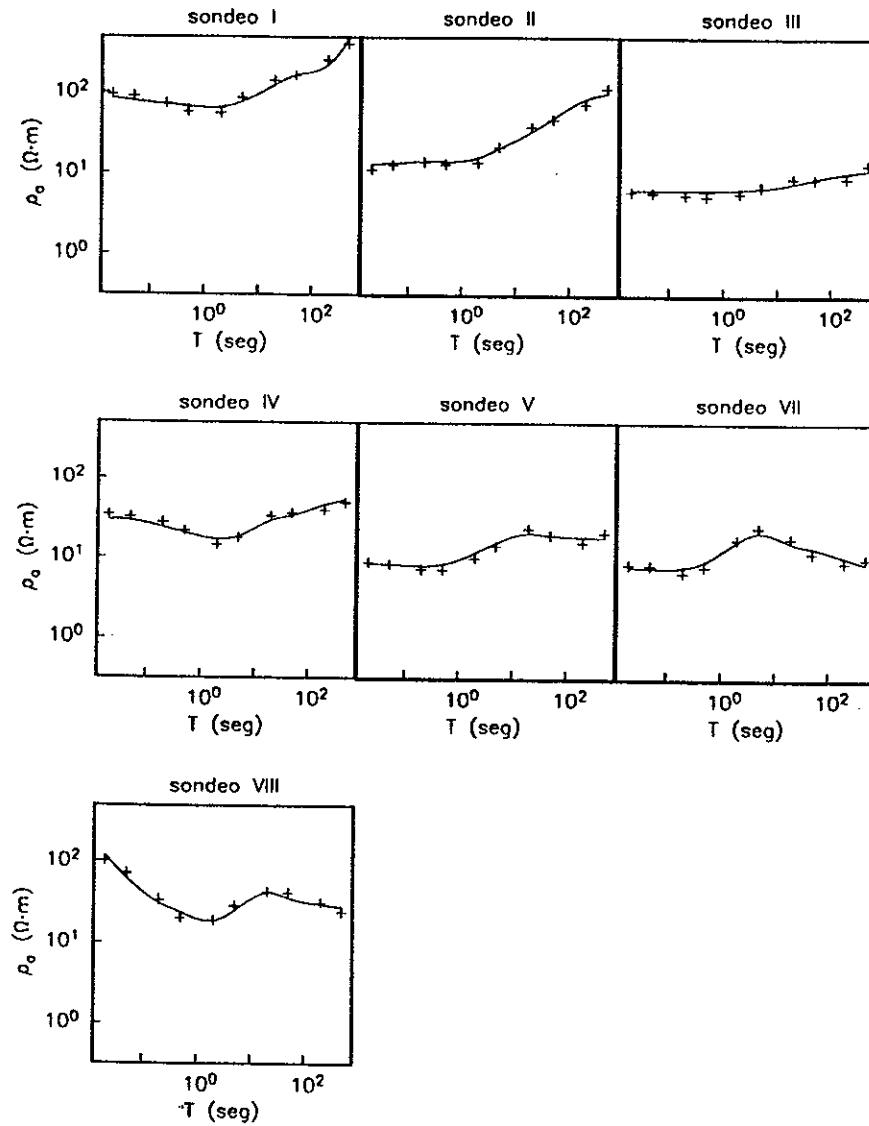 sondeo I sondeo II sondeo III
10² 10¹ 10⁰
ρₐ (Ω·m)
10⁰ 10² 10⁰ 10² 10⁰ 10²
T (seg) T (seg) T (seg)
sondeo IV sondeo V sondeo VII
10² 10¹ 10⁰
ρₐ (Ω·m)
10⁰ 10² 10⁰ 10² 10⁰ 10²
T (seg) T (seg) T (seg)
sondeo VIII
10² 10¹ 10⁰
ρₐ (Ω·m)
10⁰ 10²
T (seg)